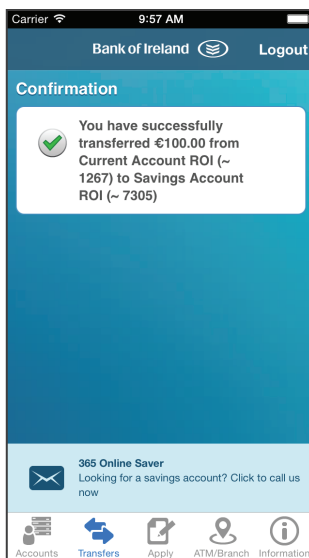 Carrier 9:57 AM
Bank of Ireland Logout
Confirmation
You have successfully
transferred €100.00 from
Current Account ROI (~
1267) to Savings Account
ROI (~ 7305)
365 Online Saver
Looking for a savings account? Click to call us
now
Accounts Transfers Apply ATM/Branch Information